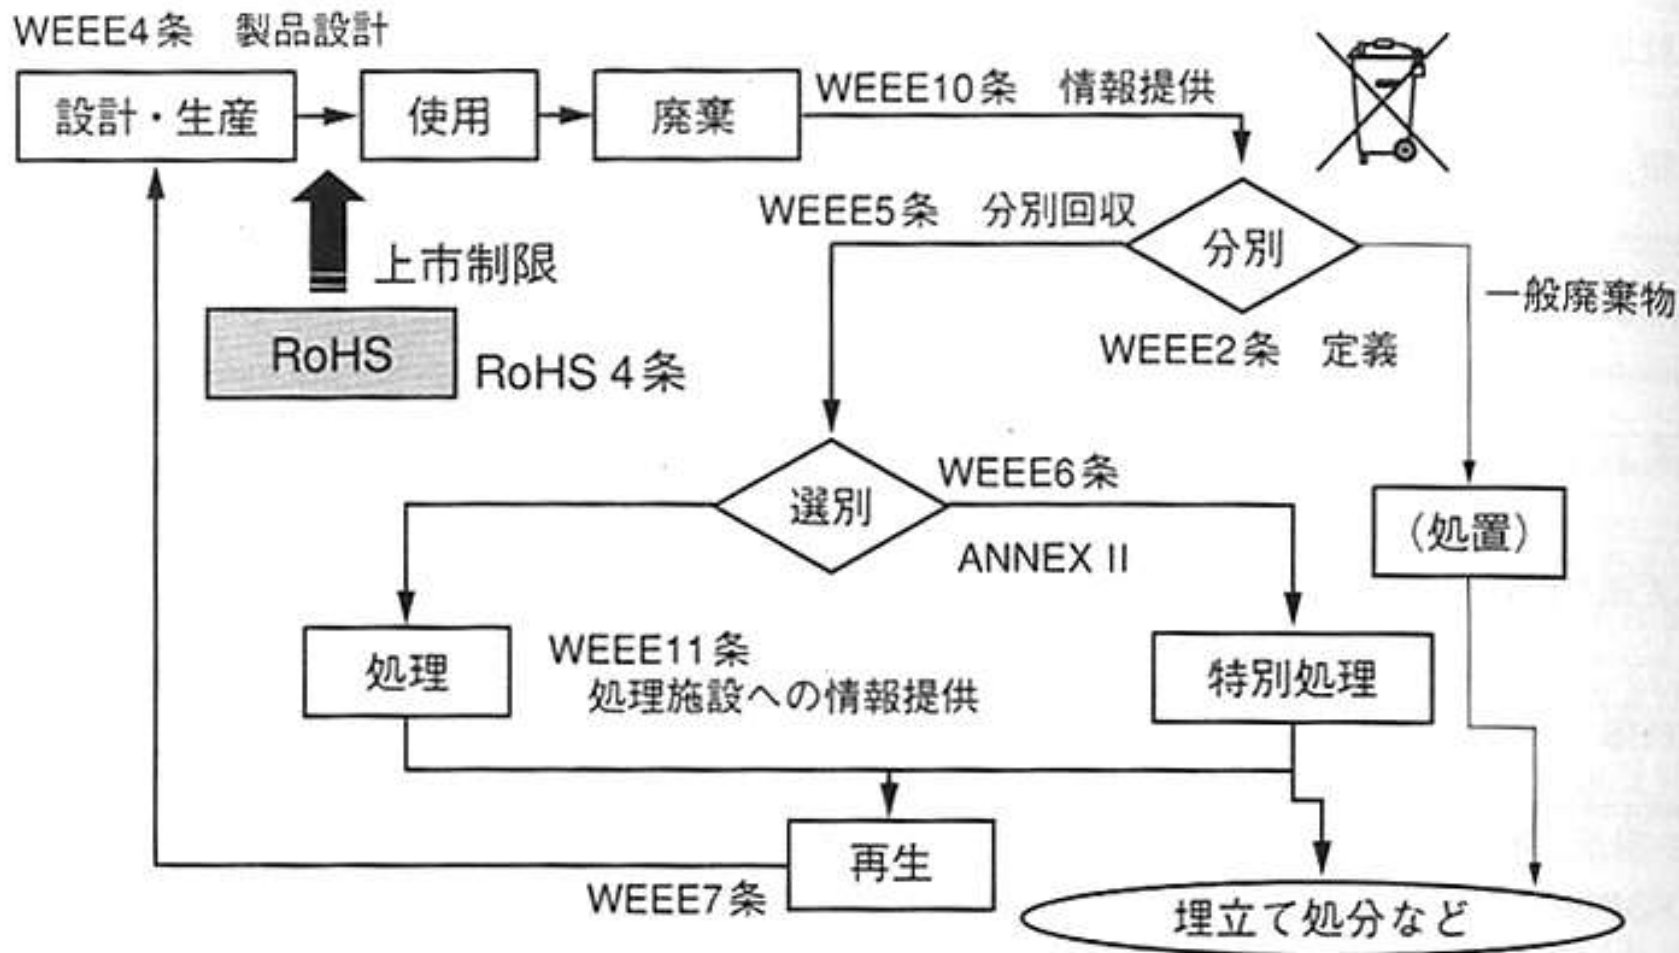 WEEE4条 製品設計
設計・生産
使用
廃棄
WEEE10条 情報提供
WEEE5条 分別回収
分別
一般廃棄物
上市制限
RoHS
RoHS 4条
WEEE2条 定義
選別
WEEE6条
ANNEX II
(処置)
処理
WEEE11条
処理施設への情報提供
特別処理
再生
WEEE7条
埋立て処分など